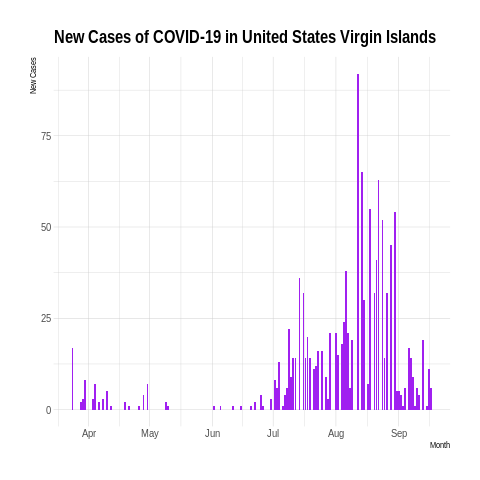 New Cases of COVID-19 in United States Virgin Islands
New Cases
75
50
25
0
Apr May Jun Jul Aug Sep
Month